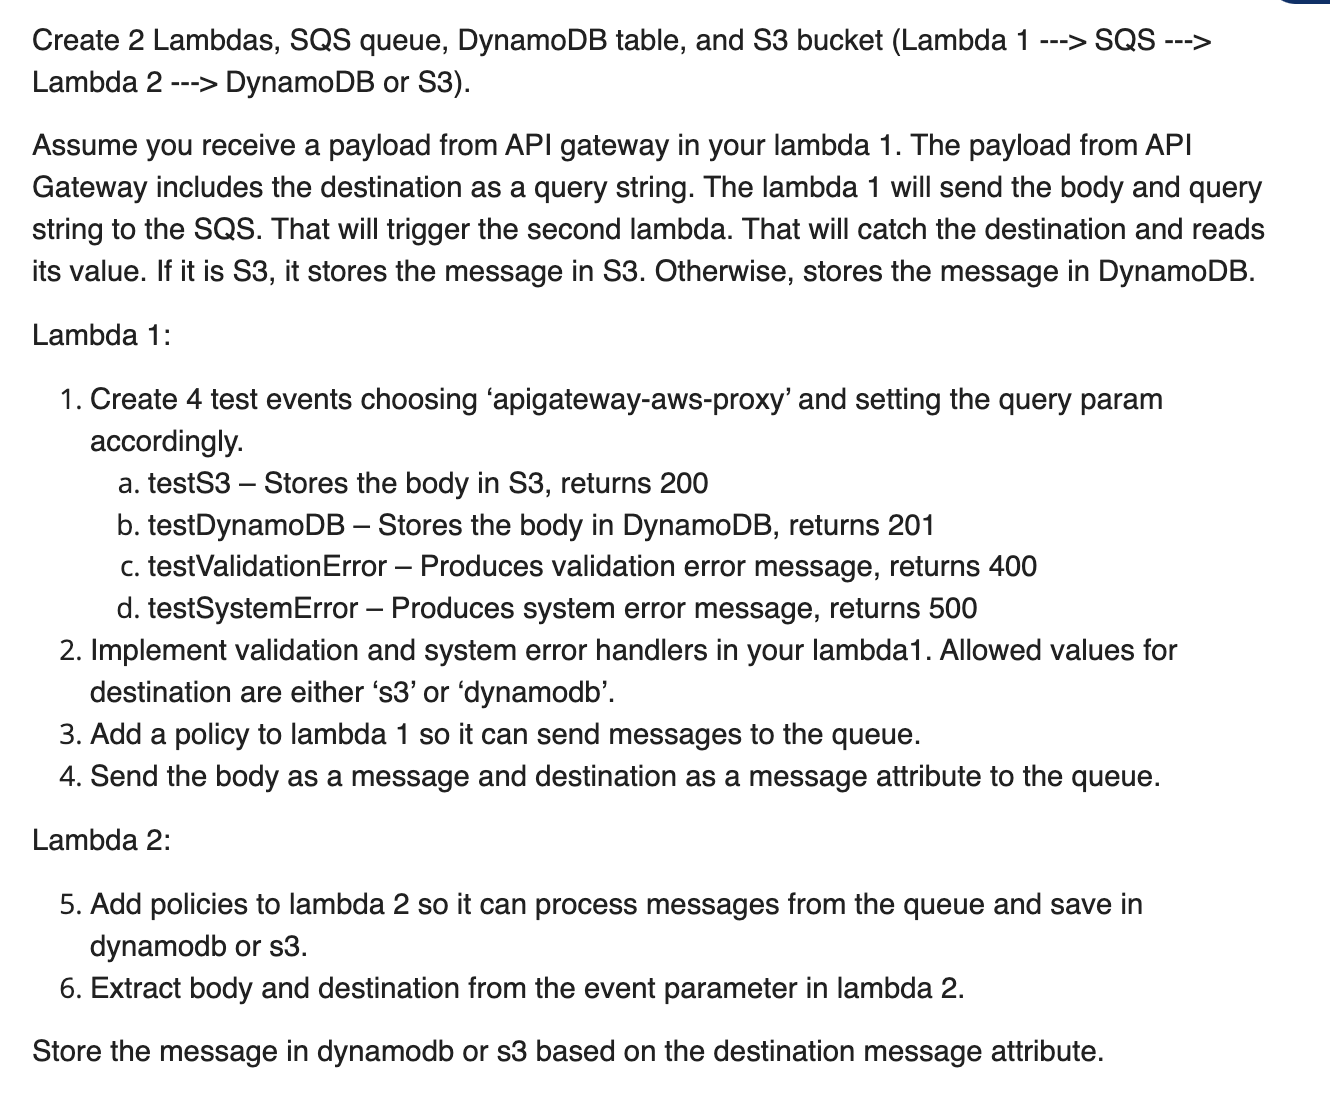 Create 2 Lambdas, SQS queue, DynamoDB table, and S3 bucket (Lambda 1 ---> SQS --->
Lambda 2 ---> DynamoDB or S3).
Assume you receive a payload from API gateway in your lambda 1. The payload from API
Gateway includes the destination as a query string. The lambda 1 will send the body and query
string to the SQS. That will trigger the second lambda. That will catch the destination and reads
its value. If it is S3, it stores the message in S3. Otherwise, stores the message in DynamoDB.
Lambda 1:
1. Create 4 test events choosing ‘apigateway-aws-proxy’ and setting the query param
accordingly.
a. testS3 – Stores the body in S3, returns 200
b. testDynamoDB – Stores the body in DynamoDB, returns 201
c. testValidationError – Produces validation error message, returns 400
d. testSystemError – Produces system error message, returns 500
2. Implement validation and system error handlers in your lambda1. Allowed values for
destination are either ‘s3’ or ‘dynamodb’.
3. Add a policy to lambda 1 so it can send messages to the queue.
4. Send the body as a message and destination as a message attribute to the queue.
Lambda 2:
5. Add policies to lambda 2 so it can process messages from the queue and save in
dynamodb or s3.
6. Extract body and destination from the event parameter in lambda 2.
Store the message in dynamodb or s3 based on the destination message attribute.